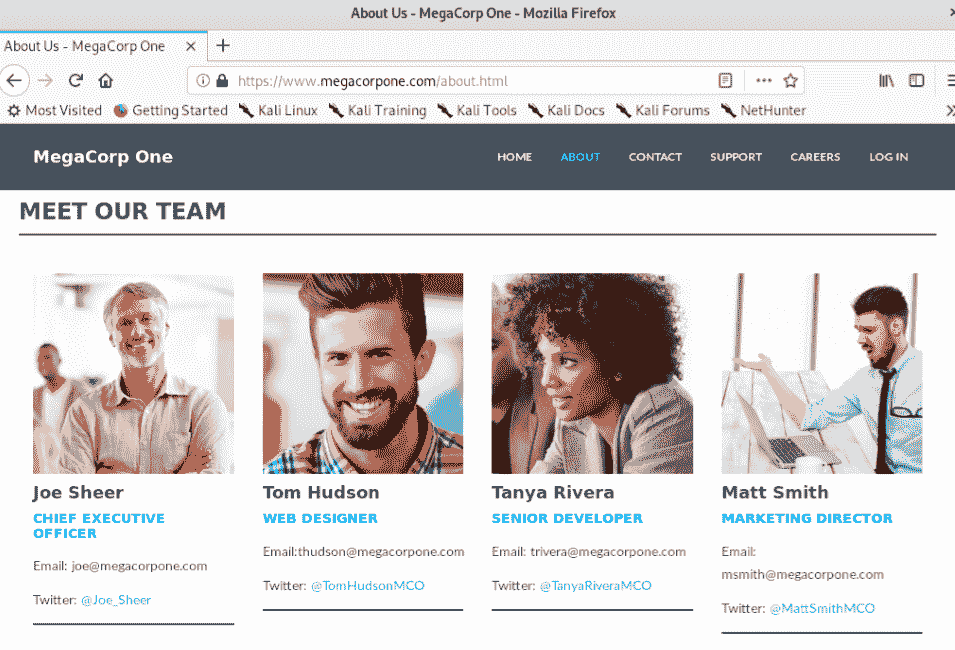 About Us - MegaCorp One - Mozilla Firefox
About Us - MegaCorp One
https://www.megacorpone.com/about.html
Most Visited Getting Started Kali Linux Kali Training Kali Tools Kali Docs Kali Forums NetHunter
MegaCorp One HOME ABOUT CONTACT SUPPORT CAREERS LOG IN
MEET OUR TEAM
Joe Sheer
CHIEF EXECUTIVE
OFFICER
Email: joe@megacorpone.com
Twitter: @Joe_Sheer
Tom Hudson
WEB DESIGNER
Email:thudson@megacorpone.com
Twitter: @TomHudsonMCO
Tanya Rivera
SENIOR DEVELOPER
Email: trivera@megacorpone.com
Twitter: @TanyaRiveraMCO
Matt Smith
MARKETING DIRECTOR
Email:
msmith@megacorpone.com
Twitter: @MattSmithMCO